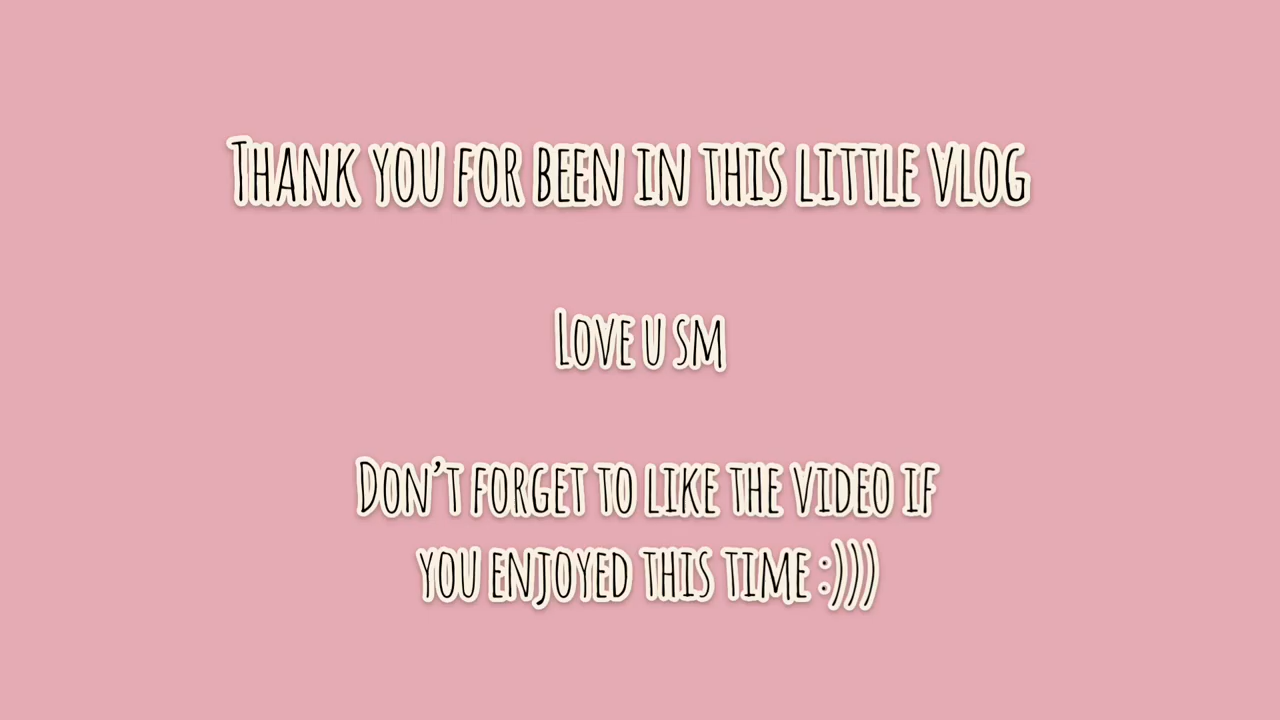 Thank you for been in this little vlog
Love u sm
Don't forget to like the video if
you enjoyed this time :)))